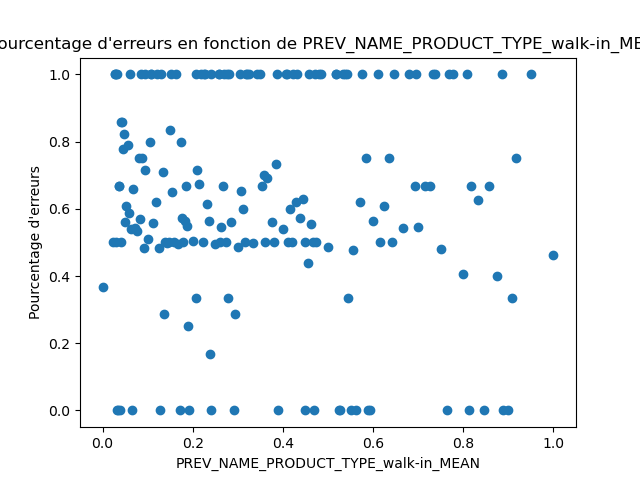 ourcentage d'erreurs en fonction de PREV_NAME_PRODUCT_TYPE_walk-in_ME
1.0
0.8
0.6
0.4
0.2
0.0
Pourcentage d'erreurs
0.0 0.2 0.4 0.6 0.8 1.0
PREV_NAME_PRODUCT_TYPE_walk-in_MEAN